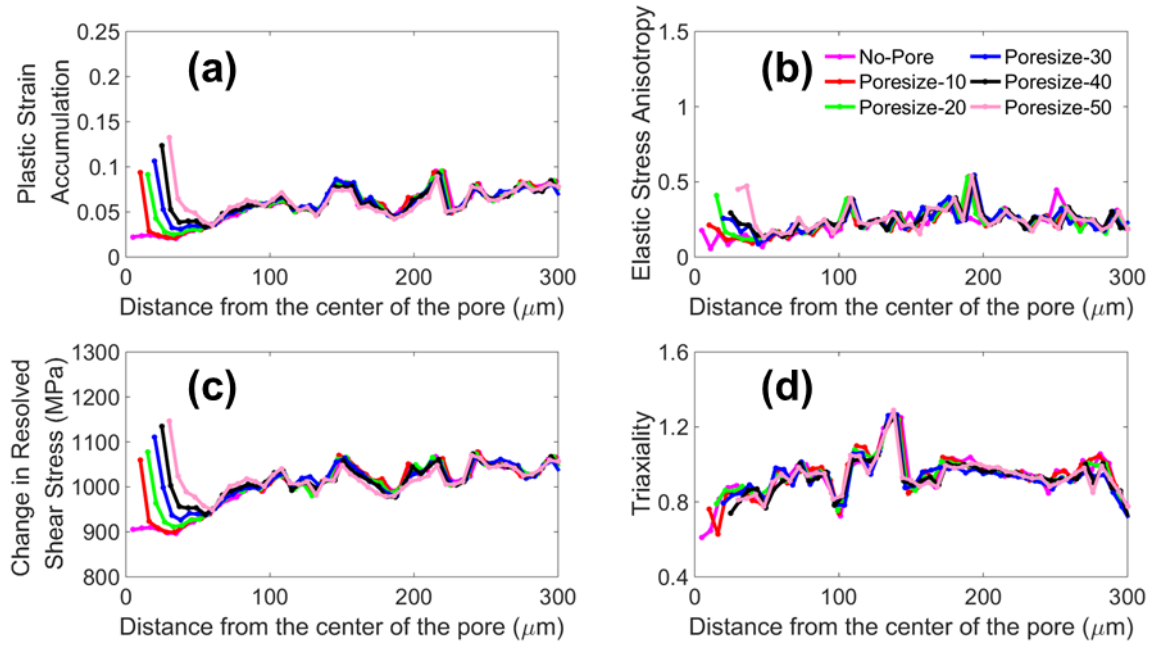 0.25
0.2
0.15
0.1
0.05
0
Plastic Strain
Accumulation
(a)
0
100
200
300
Distance from the center of the pore (μm)
1.5
1
0.5
0
Elastic Stress Anisotropy
(b)
No-Pore
Poresize-10
Poresize-20
Poresize-30
Poresize-40
Poresize-50
0
100
200
300
Distance from the center of the pore (μm)
1300
1200
1100
1000
900
800
Change in Resolved
Shear Stress (MPa)
(c)
0
100
200
300
Distance from the center of the pore (μm)
1.6
1.2
0.8
0.4
Triaxiality
(d)
0
100
200
300
Distance from the center of the pore (μm)